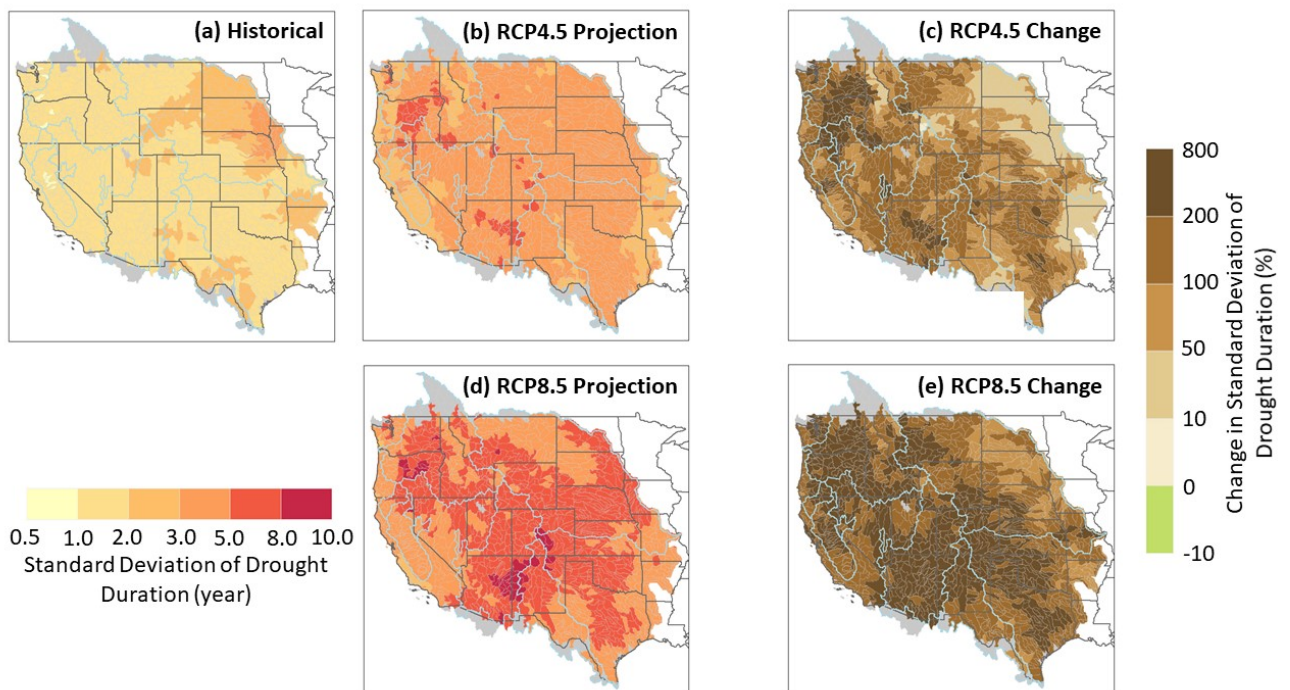 (a) Historical
(b) RCP4.5 Projection
(c) RCP4.5 Change
(d) RCP8.5 Projection
(e) RCP8.5 Change
0.5 1.0 2.0 3.0 5.0 8.0 10.0
Standard Deviation of Drought
Duration (year)
800
200
100
50
10
0
-10
Change in Standard Deviation of
Drought Duration (%)